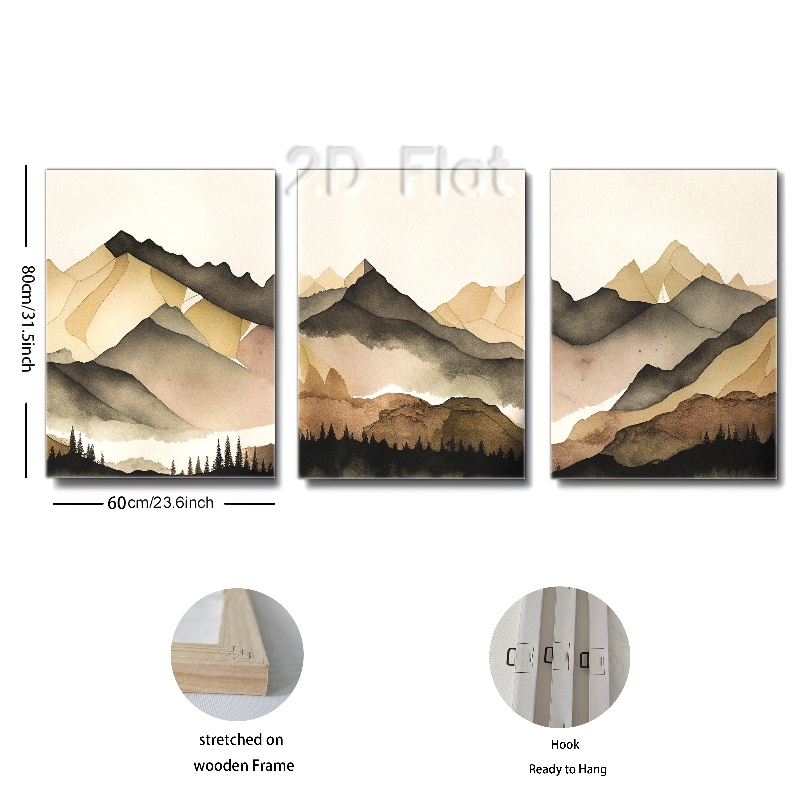 2D Flat
80cm/31.5inch
60cm/23.6inch
stretched on
wooden Frame
Hook
Ready to Hang